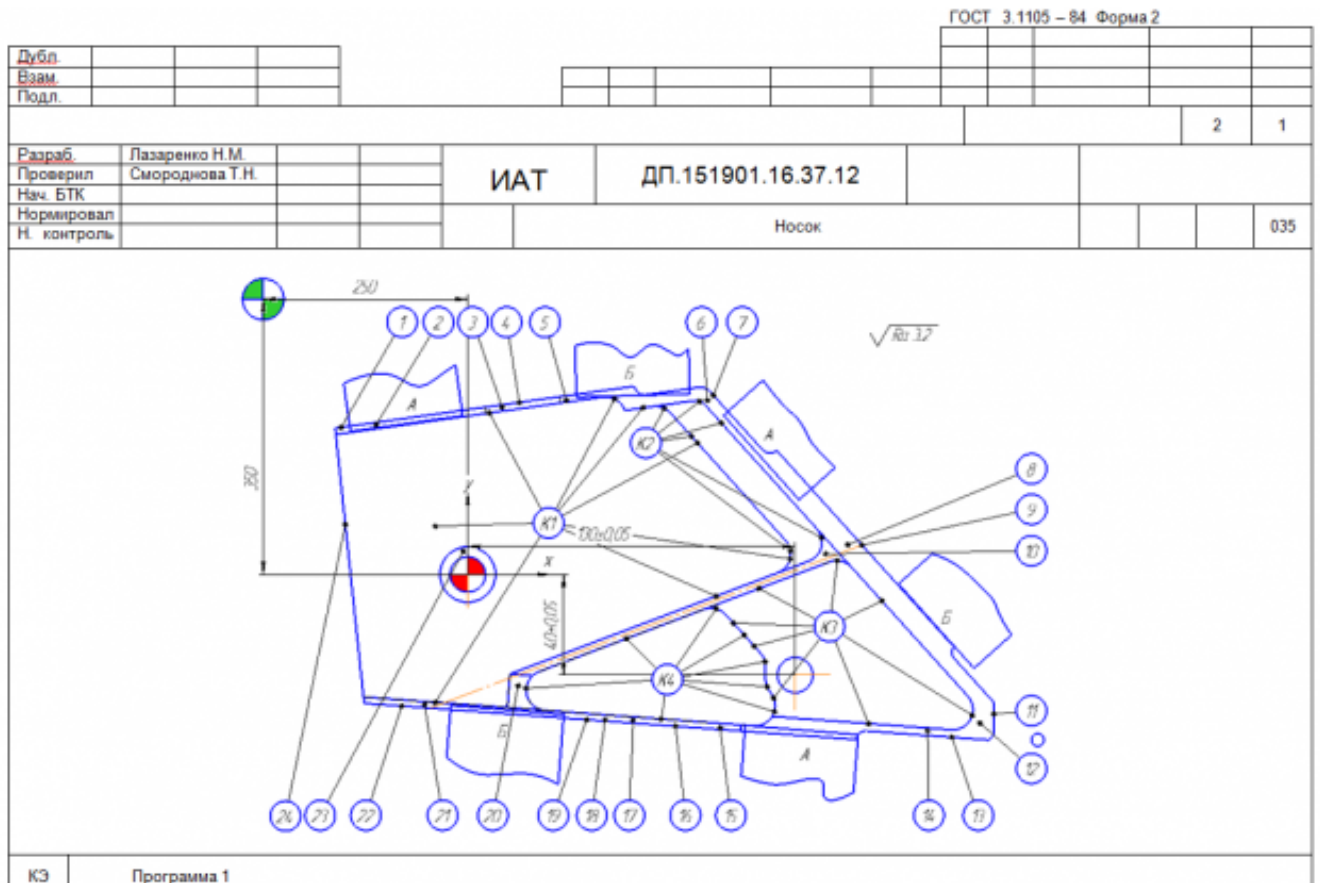 ГОСТ 3.1105 – 84 Форма 2
Дубл.
Взам.
Подл.
2 1
Разраб. Лазаренко Н.М.
Проверил Смороднова Т.Н.
ИАТ ДП.151901.16.37.12
Нач. БТК
Нормировал
Н. контроль
Носок 035
250
1 2 3 4 5 6 7
Ra 3.2
Б
А
А
К2
8
350
y
9
К1
130±0,05
10
x
40±0,05
Б
К3
К4
11
Б
А
12
24 23 22 21 20 19 18 17 16 15 14 13
КЭ Программа 1